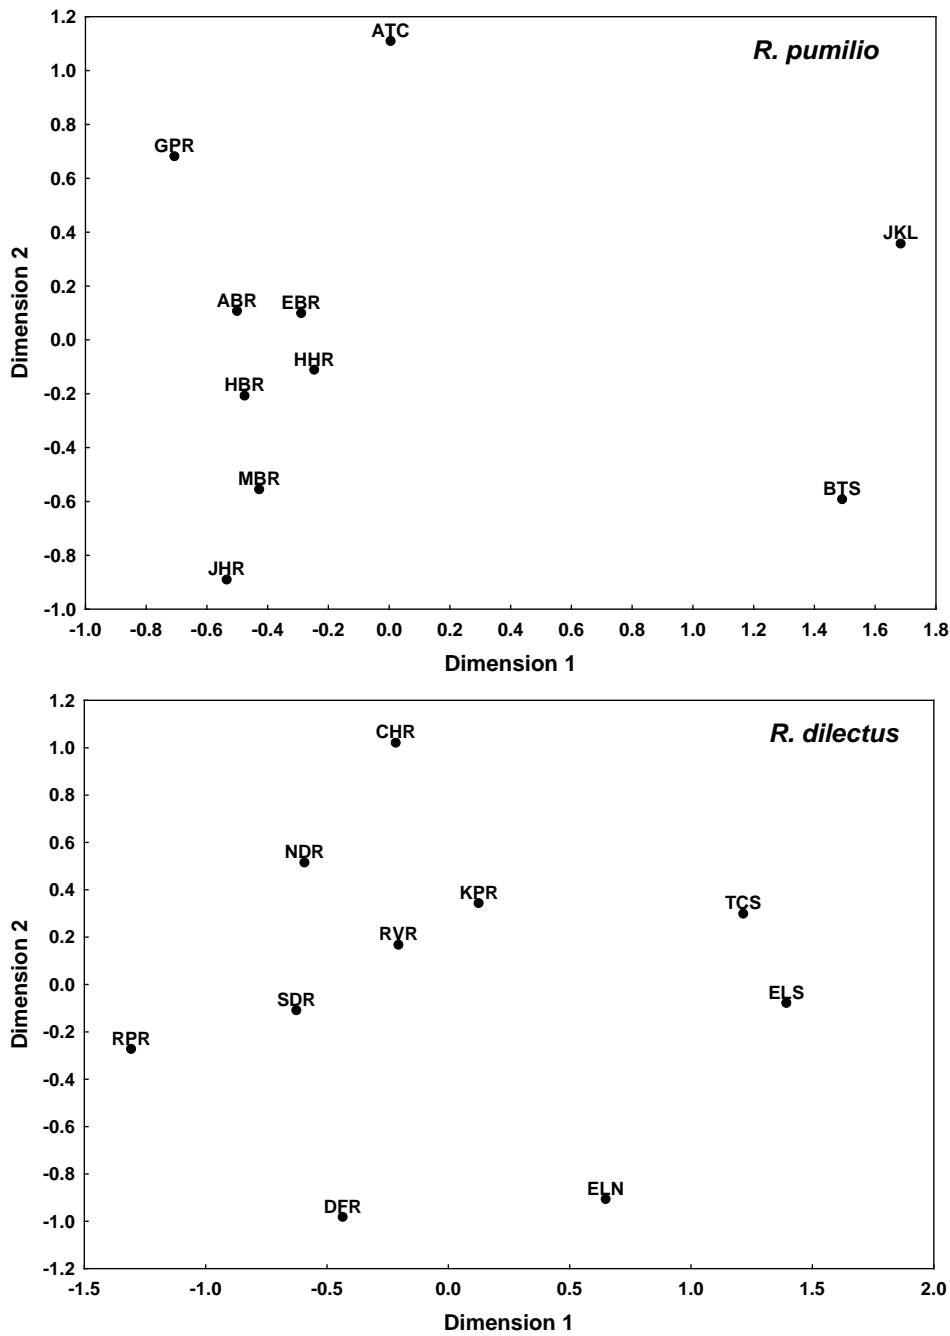 1.2
ATC
R. pumilio
1.0
0.8
GPR
0.6
0.4
JKL
0.2
ABR
EBR
0.0
HHR
HBR
-0.2
-0.4
MBR
BTS
-0.6
-0.8
JHR
-1.0
Dimension 2
-1.0 -0.8 -0.6 -0.4 -0.2 0.0 0.2 0.4 0.6 0.8 1.0 1.2 1.4 1.6 1.8
Dimension 1
1.2
CHR
R. dilectus
1.0
0.8
NDR
0.6
0.4
KPR
TCS
0.2
RVR
0.0
ELS
SDR
-0.2
RPR
-0.4
-0.6
-0.8
ELN
DFR
-1.0
-1.2
Dimension 2
-1.5 -1.0 -0.5 0.0 0.5 1.0 1.5 2.0
Dimension 1